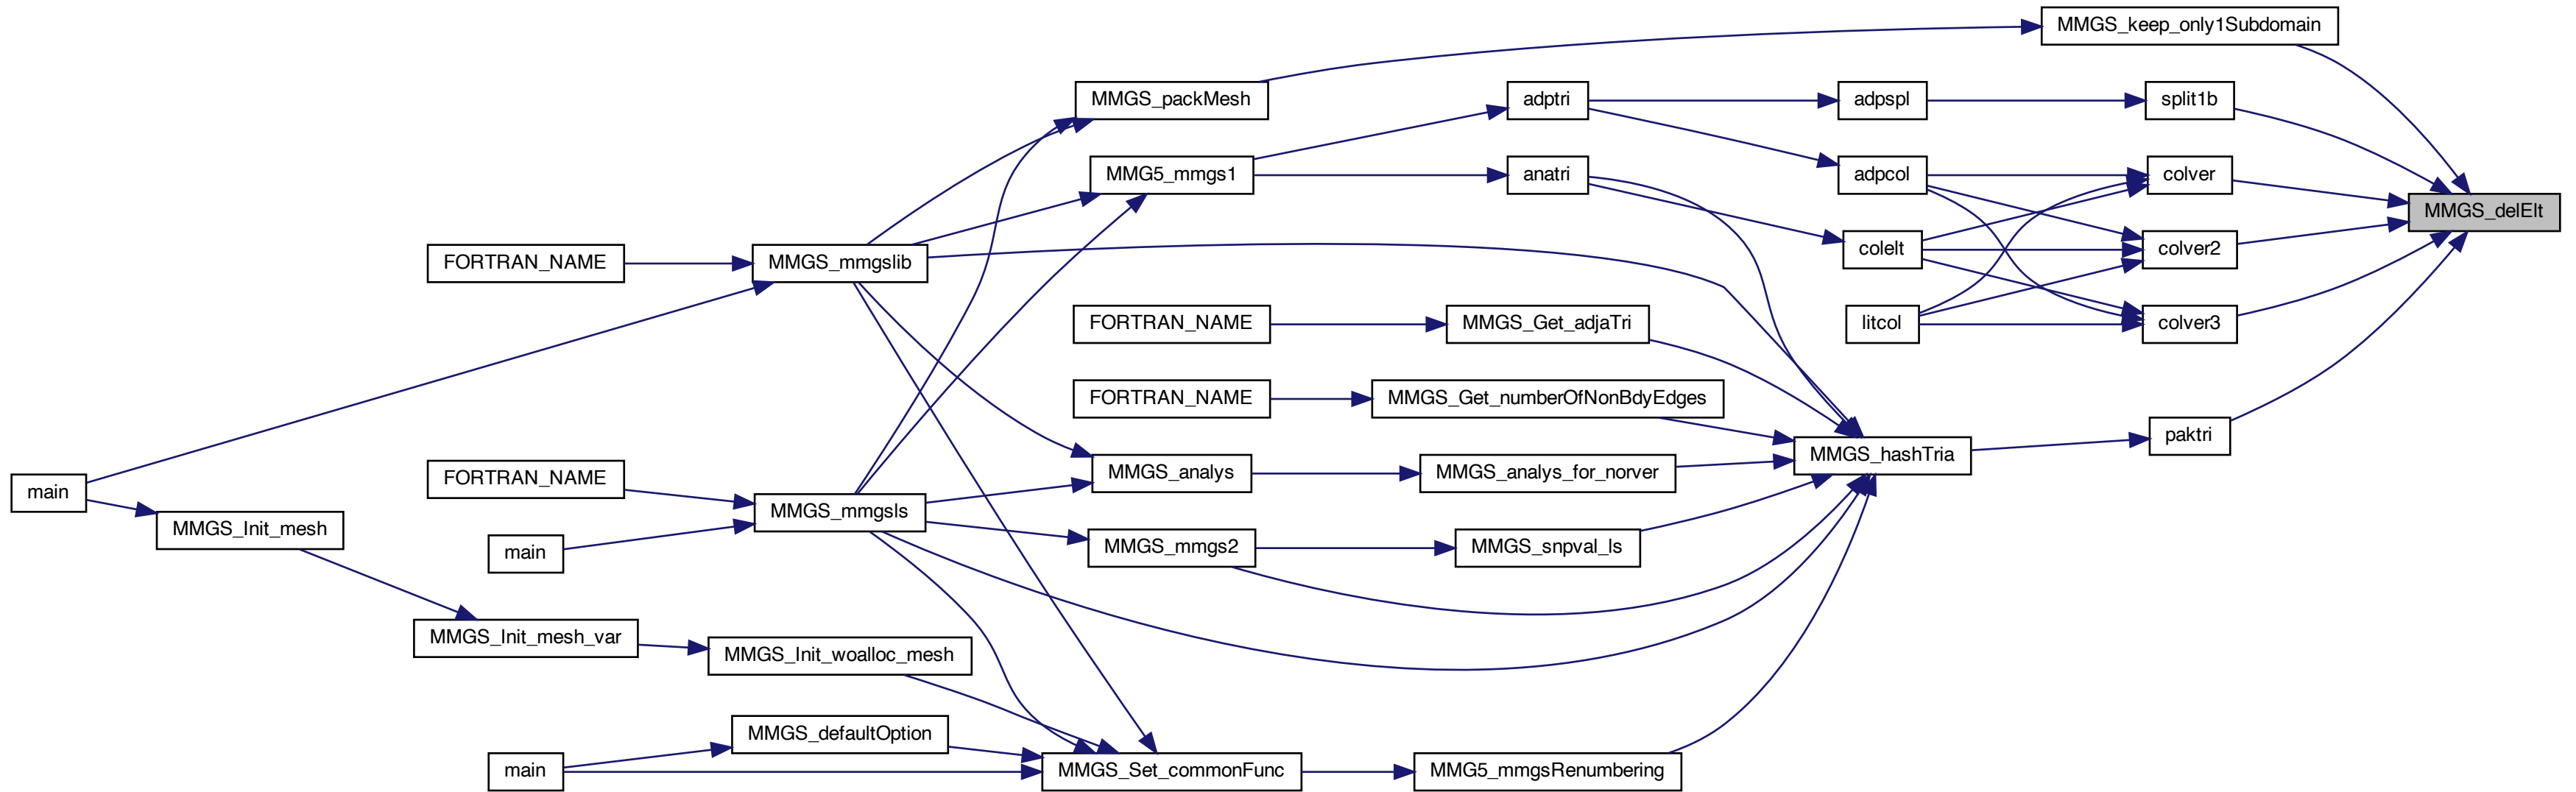 MMGS_keep_only1Subdomain
MMGS_packMesh
adptri
adpspl
split1b
MMG5_mmgs1
anatri
adpcol
colver
MMGS_delElt
FORTRAN_NAME
MMGS_mmgslib
colelt
colver2
FORTRAN_NAME
MMGS_Get_adjaTri
litcol
colver3
FORTRAN_NAME
MMGS_Get_numberOfNonBdyEdges
paktri
MMGS_hashTria
FORTRAN_NAME
MMGS_analys
MMGS_analys_for_norver
main
MMGS_mmgsls
MMGS_Init_mesh
main
MMGS_mmgs2
MMGS_snpval_ls
MMGS_Init_mesh_var
MMGS_Init_woalloc_mesh
MMGS_defaultOption
main
MMGS_Set_commonFunc
MMG5_mmgsRenumbering